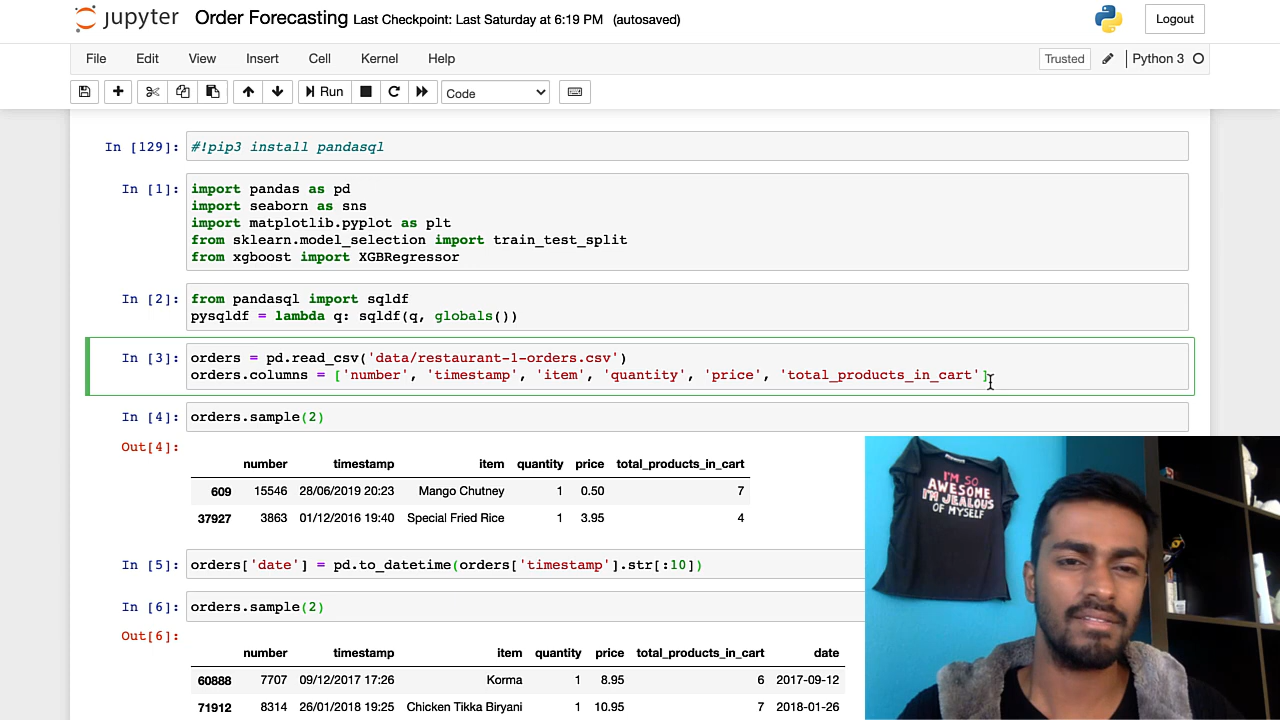 jupyter Order Forecasting Last Checkpoint: Last Saturday at 6:19 PM (autosaved)
Logout
File Edit View Insert Cell Kernel Help
Trusted Python 3
Run Code
In [129]: #!pip3 install pandasql
In [1]: import pandas as pd
import seaborn as sns
import matplotlib.pyplot as plt
from sklearn.model_selection import train_test_split
from xgboost import XGBRegressor
In [2]: from pandasql import sqldf
pysqldf = lambda q: sqldf(q, globals())
In [3]: orders = pd.read_csv('data/restaurant-1-orders.csv')
orders.columns = ['number', 'timestamp', 'item', 'quantity', 'price', 'total_products_in_cart']
In [4]: orders.sample(2)
Out[4]:
number timestamp item quantity price total_products_in_cart
609 15546 28/06/2019 20:23 Mango Chutney 1 0.50 7
37927 3863 01/12/2016 19:40 Special Fried Rice 1 3.95 4
In [5]: orders['date'] = pd.to_datetime(orders['timestamp'].str[:10])
In [6]: orders.sample(2)
Out[6]:
number timestamp item quantity price total_products_in_cart date
60888 7707 09/12/2017 17:26 Korma 1 8.95 6 2017-09-12
71912 8314 26/01/2018 19:25 Chicken Tikka Biryani 1 10.95 7 2018-01-26
I'M SO
AWESOME
I'M JEALOUS
OF MYSELF